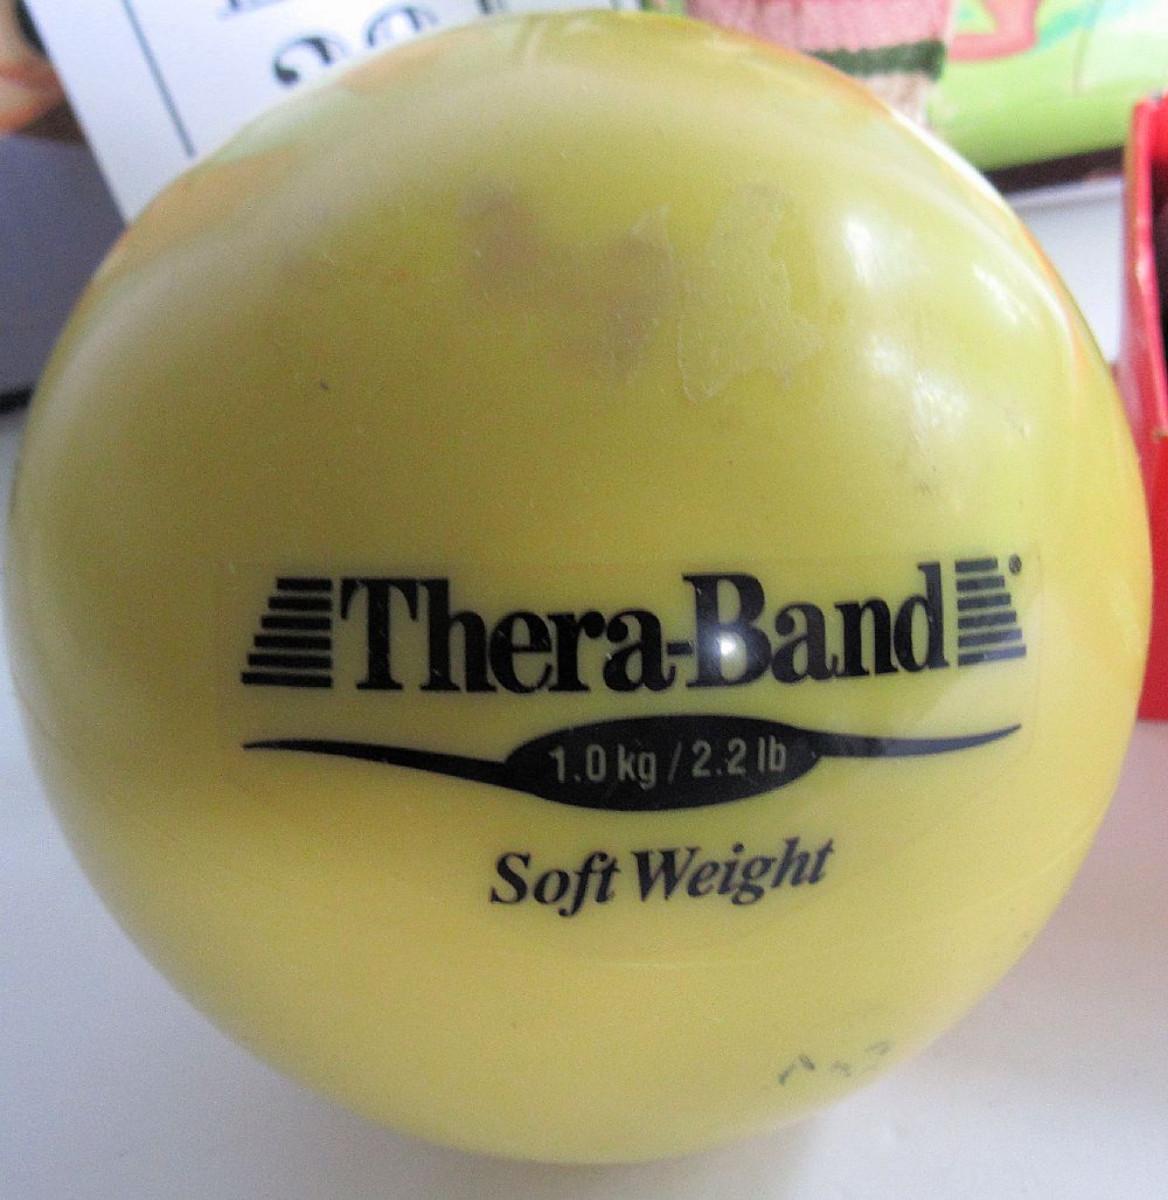 Thera-Band
1.0 kg / 2.2 lb
Soft Weight